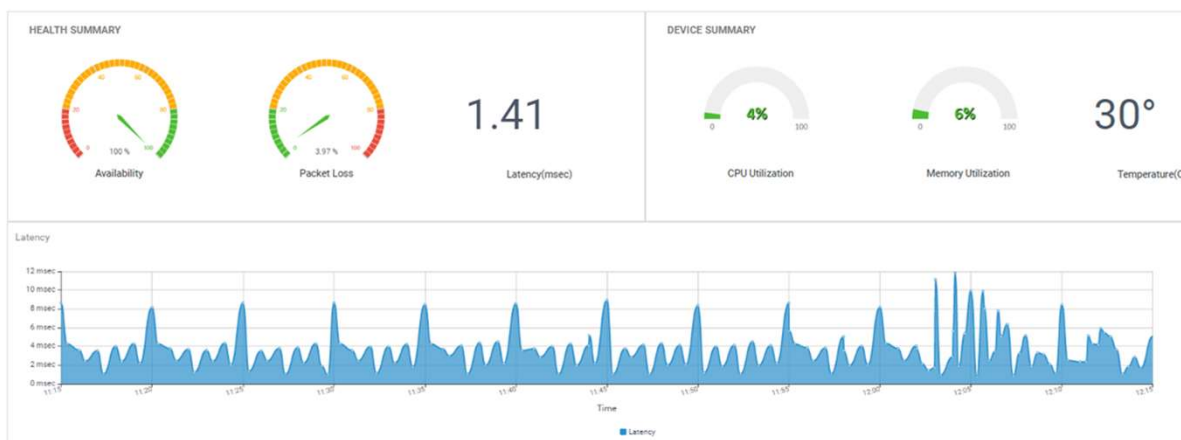 HEALTH SUMMARY
0
20
40
60
80
100
100 %
Availability
0
20
40
60
80
100
3.97 %
Packet Loss
1.41
Latency(msec)
DEVICE SUMMARY
4%
0
100
CPU Utilization
6%
0
100
Memory Utilization
30°
Temperature(C
Latency
12 msec
10 msec
8 msec
6 msec
4 msec
2 msec
0 msec
11:15
11:20
11:25
11:30
11:35
11:40
11:45
11:50
11:55
12:00
12:05
12:10
12:15
Time
Latency